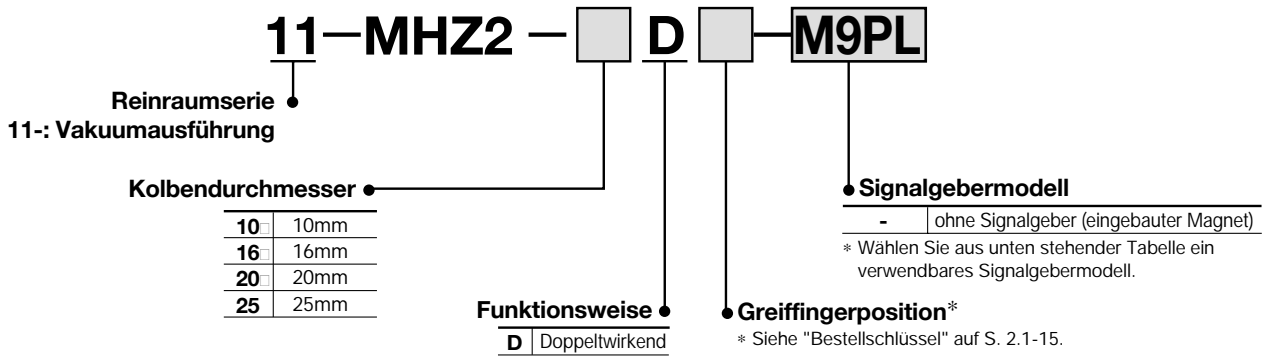 11-MHZ2 - D - M9PL
Reinraumserie
11-: Vakuumausführung
Kolbendurchmesser
10□ 10mm
16□ 16mm
20□ 20mm
25 25mm
Funktionsweise
D Doppeltwirkend
Signalgebermodell
- ohne Signalgeber (eingebauter Magnet)
* Wählen Sie aus unten stehender Tabelle ein
verwendbares Signalgebermodell.
Greiffingerposition*
* Siehe "Bestellschlüssel" auf S. 2.1-15.